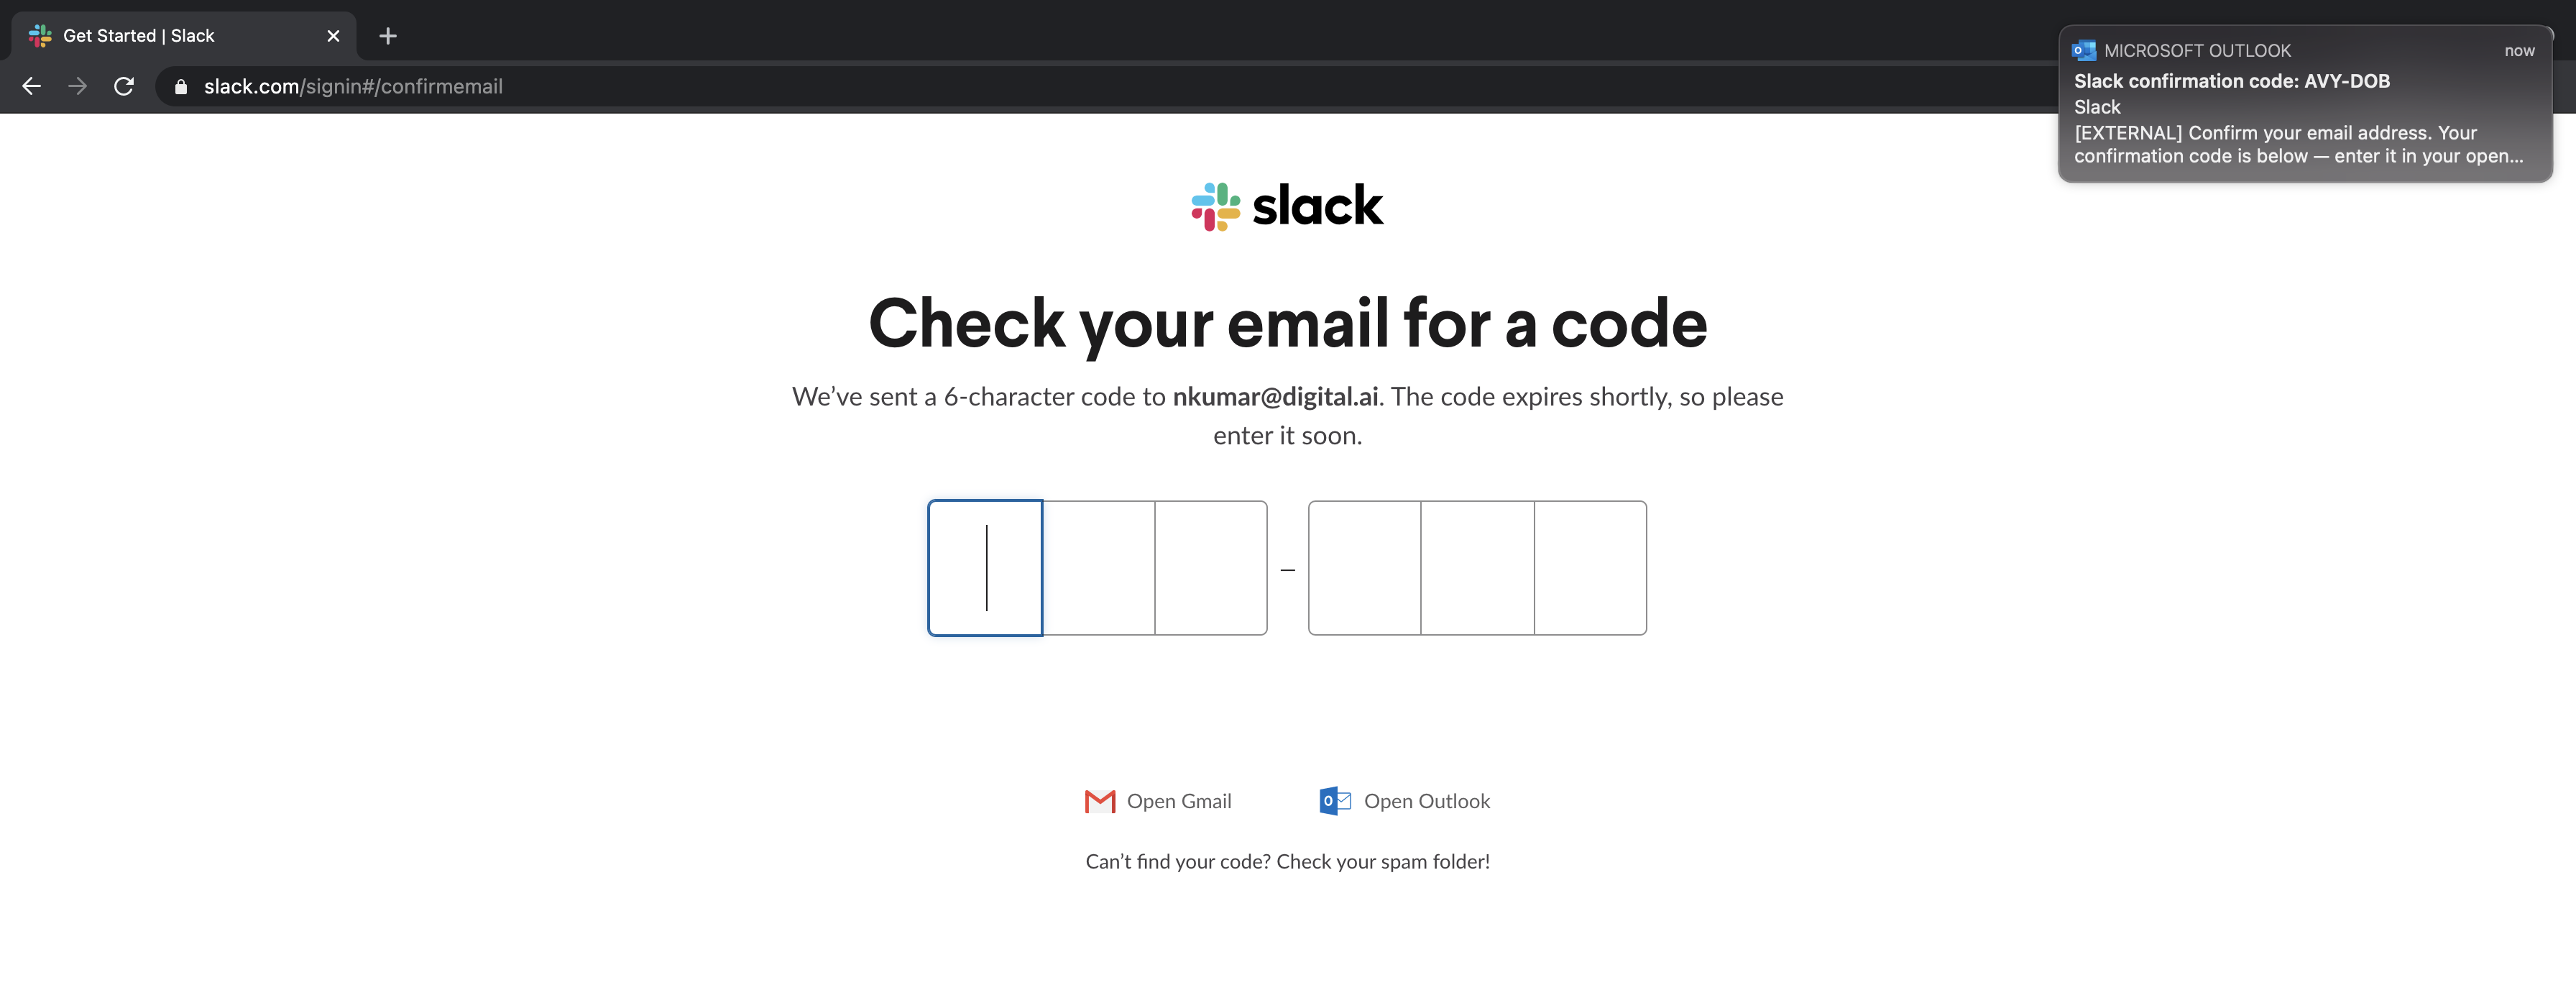 Get Started | Slack
slack.com/signin#/confirmemail
MICROSOFT OUTLOOK now
Slack confirmation code: AVY-DOB
Slack
[EXTERNAL] Confirm your email address. Your
confirmation code is below — enter it in your open...
slack
Check your email for a code
We’ve sent a 6-character code to nkumar@digital.ai. The code expires shortly, so please
enter it soon.
–
Open Gmail Open Outlook
Can’t find your code? Check your spam folder!